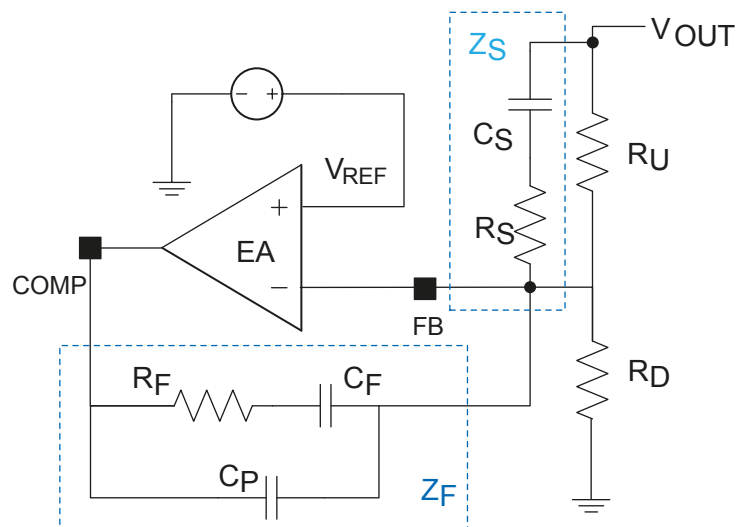 ZS
VOUT
CS
RU
- +
VREF
+
EA
RS
COMP
-
FB
RF
CF
RD
CP
ZF